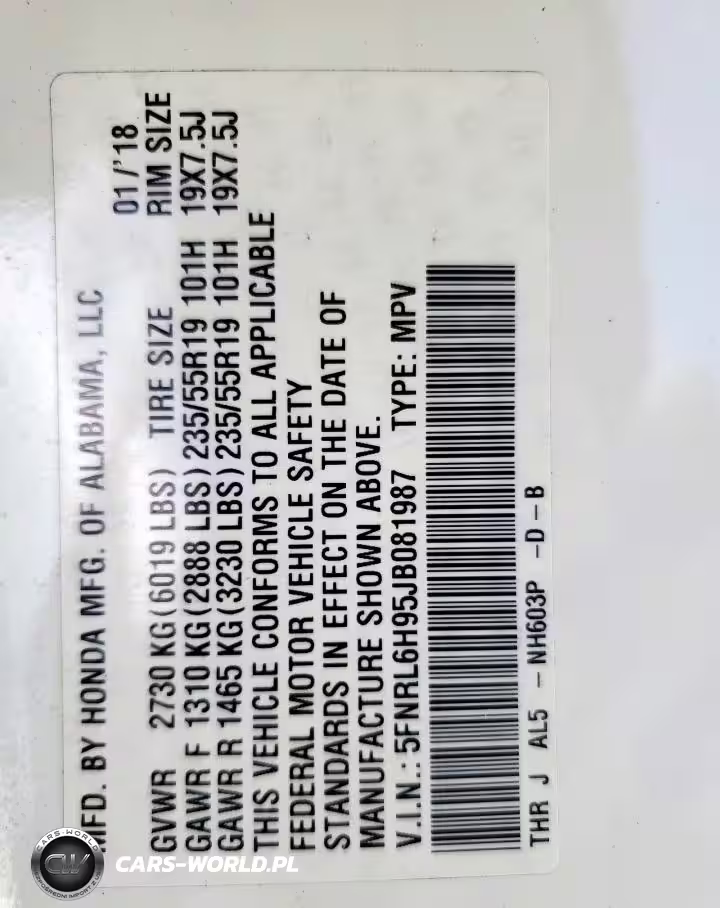 MFD. BY HONDA MFG. OF ALABAMA, LLC 01/'18
GVWR 2730 KG(6019 LBS) TIRE SIZE RIM SIZE
GAWR F 1310 KG(2888 LBS) 235/55R19 101H 19X7.5J
GAWR R 1465 KG(3230 LBS) 235/55R19 101H 19X7.5J
THIS VEHICLE CONFORMS TO ALL APPLICABLE
FEDERAL MOTOR VEHICLE SAFETY
STANDARDS IN EFFECT ON THE DATE OF
MANUFACTURE SHOWN ABOVE.
V.I.N.: 5FNRL6H95JB081987 TYPE: MPV
THR J AL5 - NH603P -D-B
CARS-WORLD
CW
CARS-WORLD.PL